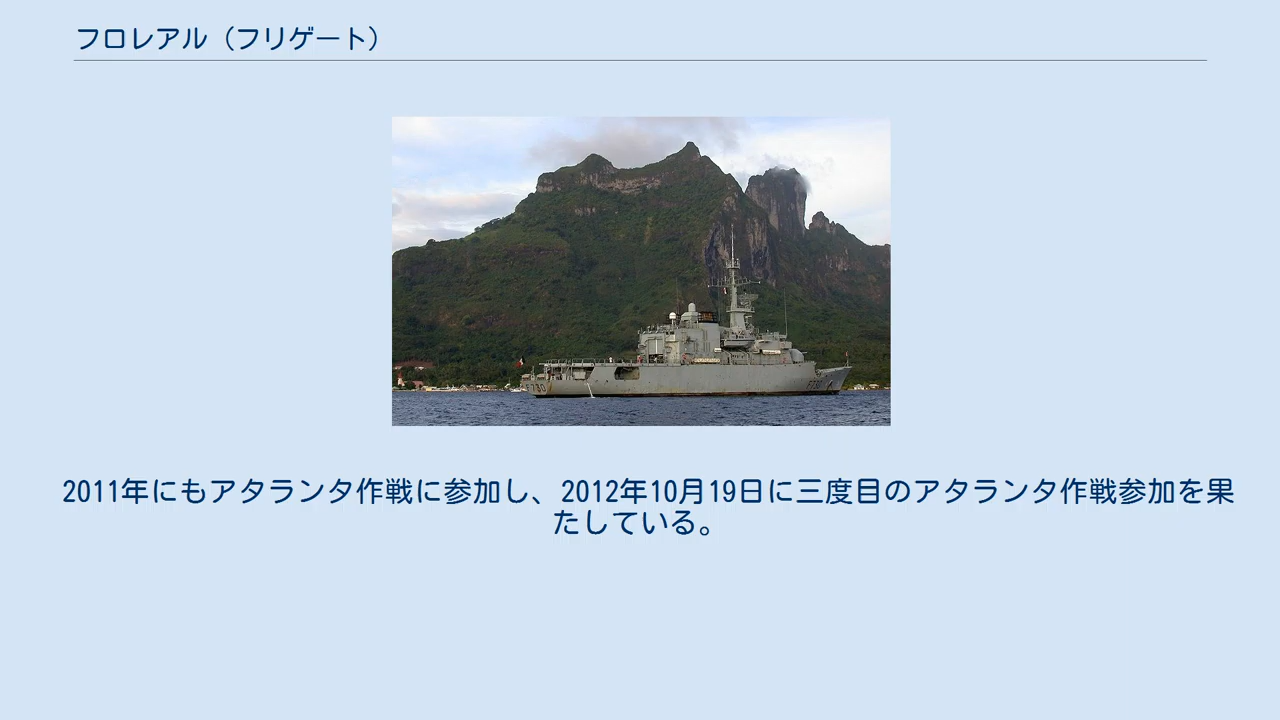 フロレアル（フリゲート）
F730
F730
2011年にもアタランタ作戦に参加し、2012年10月19日に三度目のアタランタ作戦参加を果
たしている。